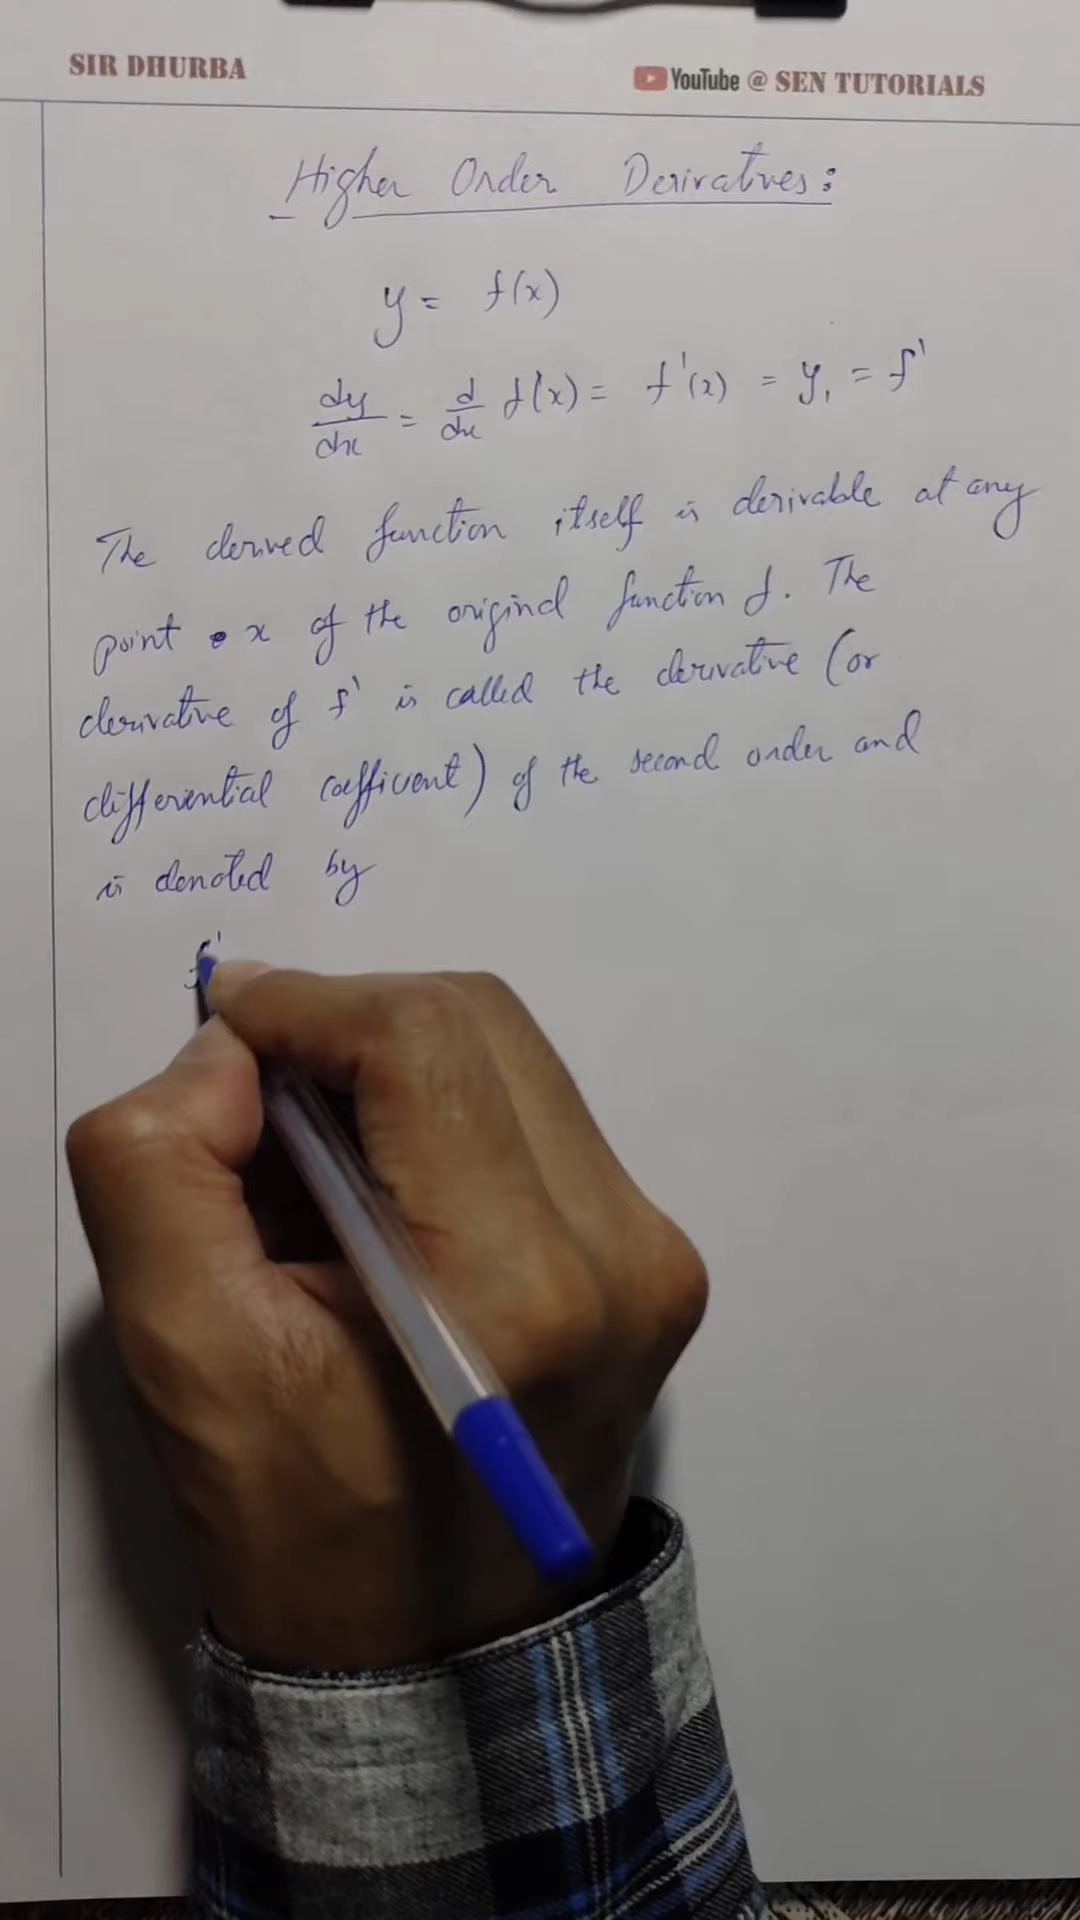 SIR DHURBA
YouTube @ SEN TUTORIALS
Higher Order Derivatives:
y = f(x)
dy/dx = d/dx f(x) = f'(x) = y₁ = f'
The derived function itself is derivable at any
point x of the original function f. The
derivative of f' is called the derivative (or
differential coefficent) of the second order and
is denoted by
f'